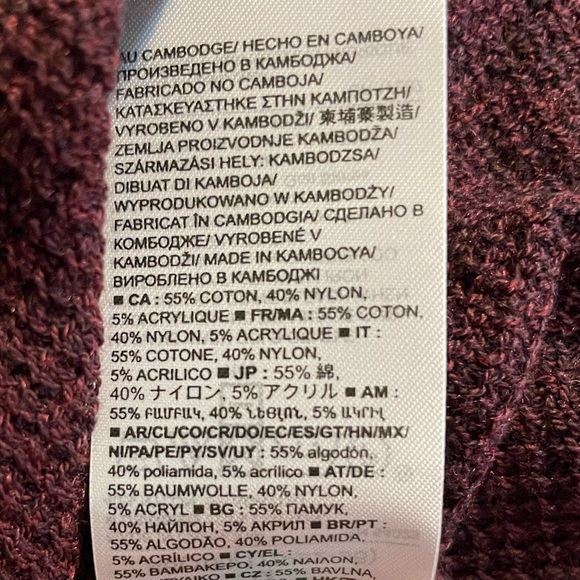 AU CAMBODGE/ HECHO EN CAMBOYA/
ПРОИЗВЕДЕНО В КАМБОДЖА/
FABRICADO NO CAMBOJA/
ΚΑΤΑΣΚΕΥΑΣΤΗΚΕ ΣΤΗΝ ΚΑΜΠΟΤΖΗ/
VYROBENO V KAMBODŽI/ 柬埔寨製造/
ZEMLJA PROIZVODNJE KAMBODŽA/
SZÁRMAZÁSI HELY: KAMBODZSA/
DIBUAT DI KAMBOJA/
WYPRODUKOWANO W KAMBODŻY/
FABRICAT ÎN CAMBODGIA/ СДЕЛАНО В
КОМБОДЖЕ/ VYROBENÉ V
KAMBODŽI/ MADE IN KAMBOCYA/
ВИРОБЛЕНО В КАМБОДЖІ
■ CA : 55% COTON, 40% NYLON,
5% ACRYLIQUE ■ FR/MA : 55% COTON,
40% NYLON, 5% ACRYLIQUE ■ IT :
55% COTONE, 40% NYLON,
5% ACRILICO ■ JP : 55% 綿,
40% ナイロン, 5% アクリル ■ AM :
55% ԲԱՄԲԱԿ, 40% ՆԵՅԼՈՆ, 5% ԱԿՐԻԼ
■ AR/CL/CO/CR/DO/EC/ES/GT/HN/MX/
NI/PA/PE/PY/SV/UY : 55% algodón,
40% poliamida, 5% acrílico ■ AT/DE :
55% BAUMWOLLE, 40% NYLON,
5% ACRYL ■ BG : 55% ПАМУК,
40% НАЙЛОН, 5% АКРИЛ ■ BR/PT :
55% ALGODÃO, 40% POLIAMIDA,
5% ACRÍLICO ■ CY/EL :
55% ΒΑΜΒΑΚΕΡΟ, 40% ΝΑΙΛΟΝ,
■ CZ : 55% BAVLNA,